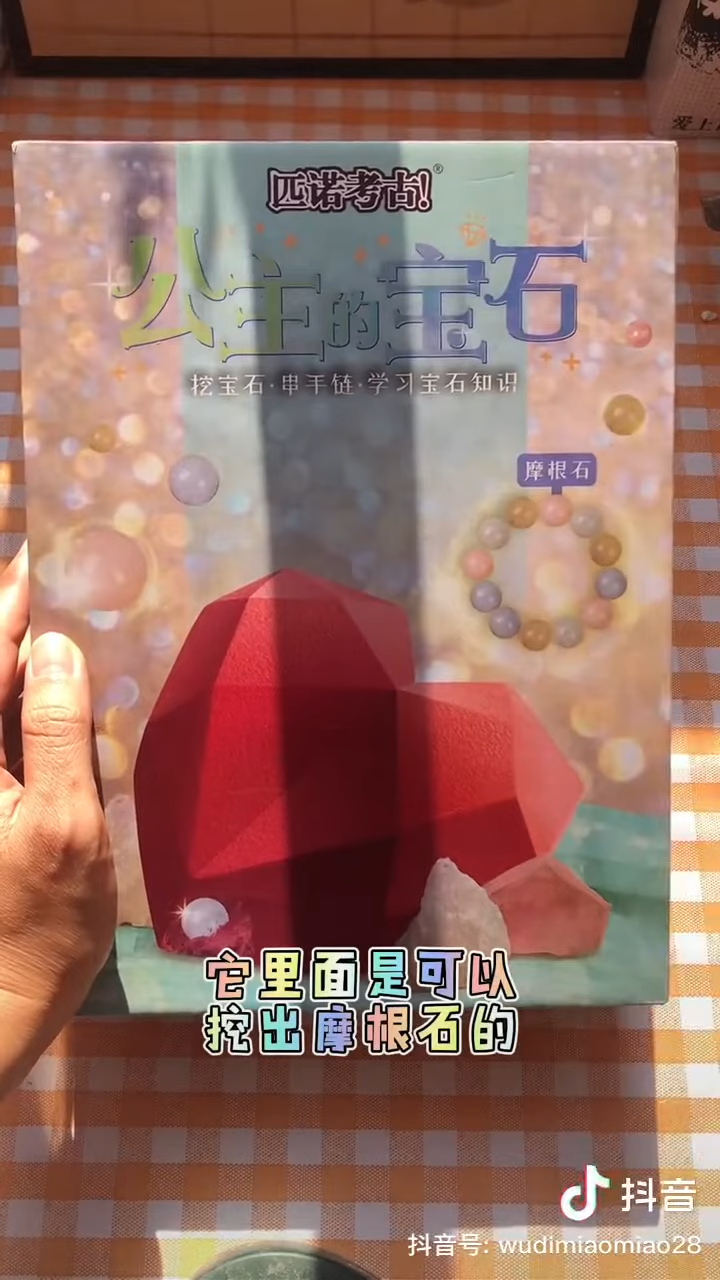 爱上
匹诺考古!®
公主的宝石
挖宝石·串手链·学习宝石知识
摩根石
它里面是可以
挖出摩根石的
抖音
抖音号: wudimiaomiao28